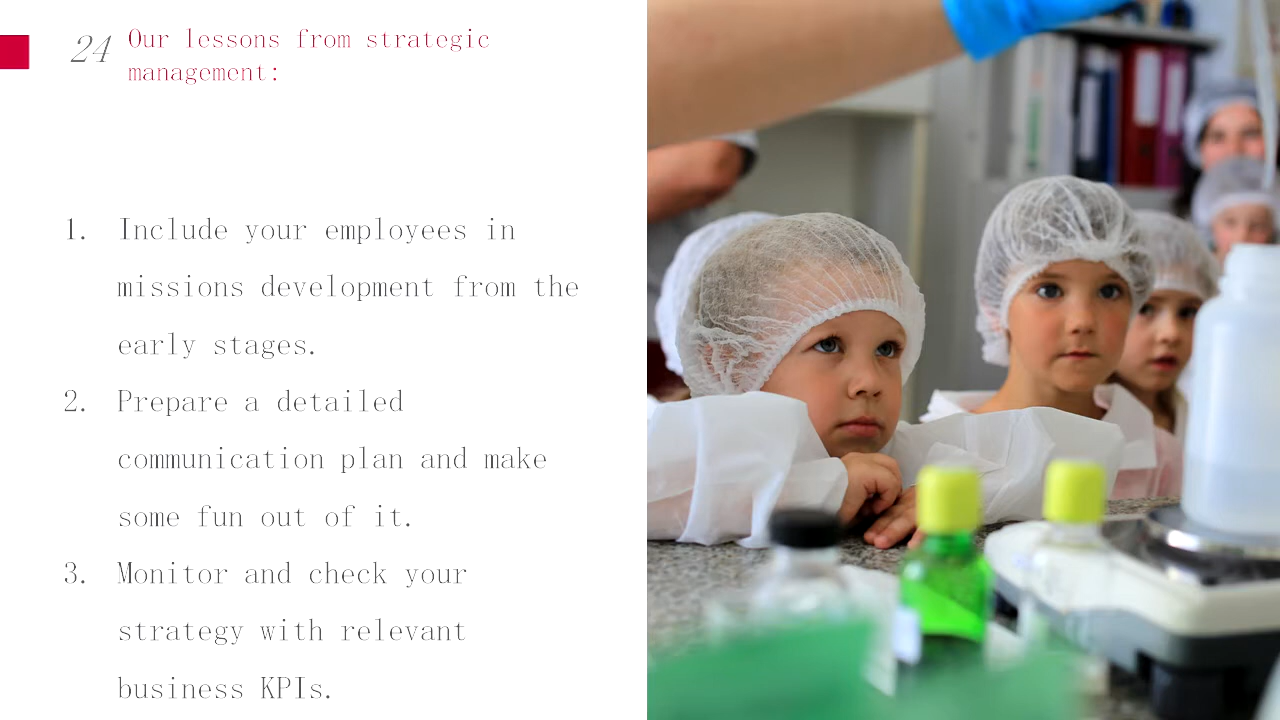 24 Our lessons from strategic
management:
1. Include your employees in
missions development from the
early stages.
2. Prepare a detailed
communication plan and make
some fun out of it.
3. Monitor and check your
strategy with relevant
business KPIs.